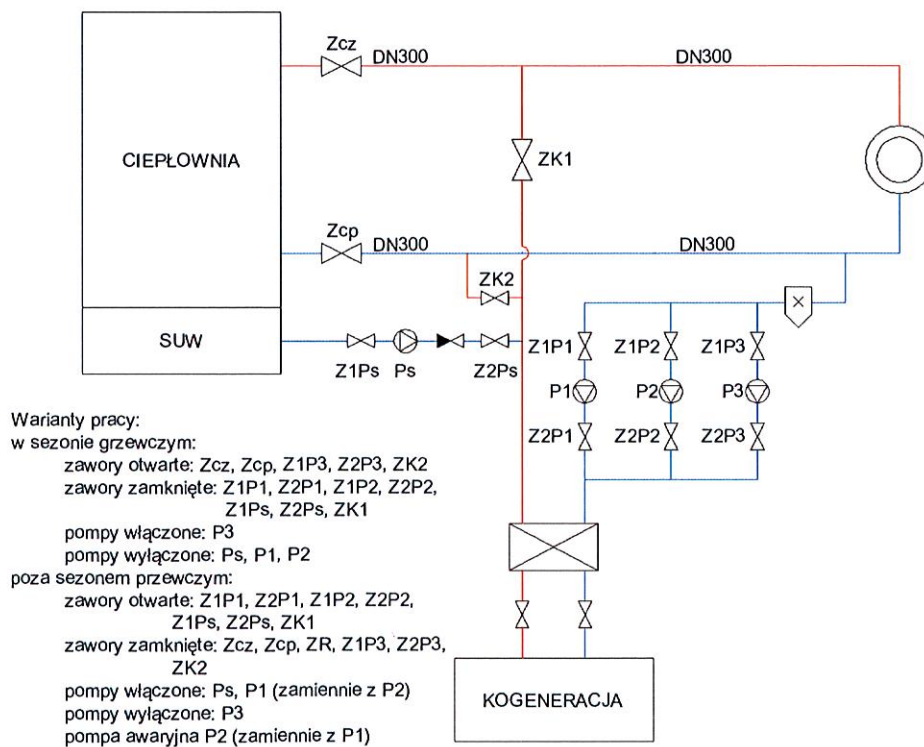 Zcz
DN300
DN300
CIEPŁOWNIA
ZK1
Zcp
DN300
DN300
ZK2
SUW
Z1Ps
Ps
Z2Ps
Z1P1
Z1P2
Z1P3
P1
P2
P3
Z2P1
Z2P2
Z2P3
Warianty pracy:
w sezonie grzewczym:
zawory otwarte: Zcz, Zcp, Z1P3, Z2P3, ZK2
zawory zamknięte: Z1P1, Z2P1, Z1P2, Z2P2,
Z1Ps, Z2Ps, ZK1
pompy włączone: P3
pompy wyłączone: Ps, P1, P2
poza sezonem przewczym:
zawory otwarte: Z1P1, Z2P1, Z1P2, Z2P2,
Z1Ps, Z2Ps, ZK1
zawory zamknięte: Zcz, Zcp, ZR, Z1P3, Z2P3,
ZK2
pompy włączone: Ps, P1 (zamiennie z P2)
pompy wyłączone: P3
pompa awaryjna P2 (zamiennie z P1)
KOGENERACJA